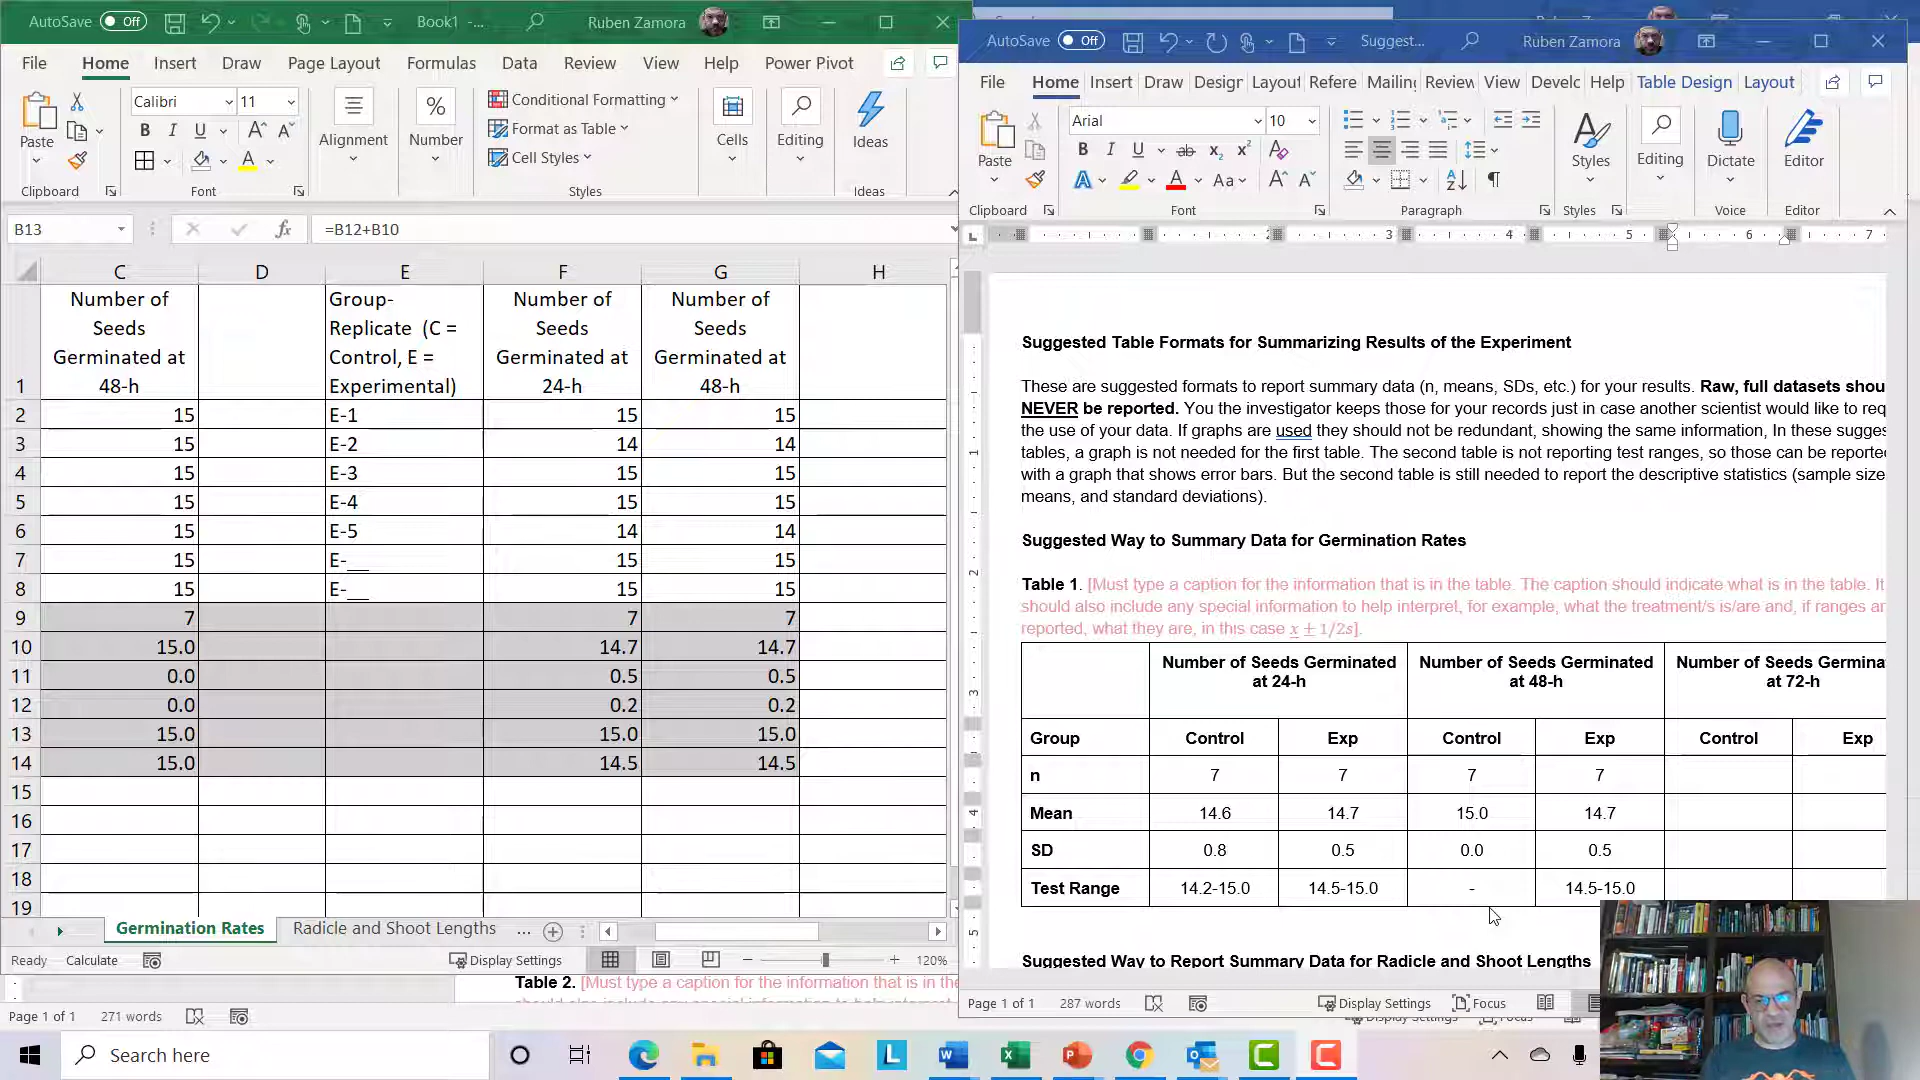 AutoSave Off Book1 -... Ruben Zamora
File Home Insert Draw Page Layout Formulas Data Review View Help Power Pivot
Paste
Calibri 11
B I U A A
Alignment
Number
%
Conditional Formatting
Format as Table
Cell Styles
Cells
Editing
Ideas
Clipboard Font Styles Ideas
B13 fx =B12+B10
C D E F G H
1 Number of Seeds Germinated at 48-h
Group-Replicate (C = Control, E = Experimental)
Number of Seeds Germinated at 24-h
Number of Seeds Germinated at 48-h
2 15 E-1 15 15
3 15 E-2 14 14
4 15 E-3 15 15
5 15 E-4 15 15
6 15 E-5 14 14
7 15 E-__ 15 15
8 15 E-__ 15 15
9 7 7 7
10 15.0 14.7 14.7
11 0.0 0.5 0.5
12 0.0 0.2 0.2
13 15.0 15.0 15.0
14 15.0 14.5 14.5
15
16
17
18
19
Germination Rates Radicle and Shoot Lengths ...
Ready Calculate Display Settings 120%
Table 2. [Must type a caption for the information that is in the
Page 1 of 1 271 words
AutoSave Off Suggest... Ruben Zamora
File Home Insert Draw Design Layout Refere Mailing Review View Develc Help Table Design Layout
Paste
Arial 10
B I U ab x₂ x² A
A A Aa A A
Styles
Editing
Dictate
Editor
Clipboard Font Paragraph Styles Voice Editor
3 4 5 6 7
Suggested Table Formats for Summarizing Results of the Experiment
These are suggested formats to report summary data (n, means, SDs, etc.) for your results. Raw, full datasets shou
NEVER be reported. You the investigator keeps those for your records just in case another scientist would like to req
the use of your data. If graphs are used they should not be redundant, showing the same information, In these sugges
tables, a graph is not needed for the first table. The second table is not reporting test ranges, so those can be reporte
with a graph that shows error bars. But the second table is still needed to report the descriptive statistics (sample size
means, and standard deviations).
Suggested Way to Summary Data for Germination Rates
Table 1. [Must type a caption for the information that is in the table. The caption should indicate what is in the table. It
should also include any special information to help interpret, for example, what the treatment/s is/are and, if ranges ar
reported, what they are, in this case x ± 1/2s].
Number of Seeds Germinated at 24-h
Number of Seeds Germinated at 48-h
Number of Seeds Germina at 72-h
Group Control Exp Control Exp Control Exp
n 7 7 7 7
Mean 14.6 14.7 15.0 14.7
SD 0.8 0.5 0.0 0.5
Test Range 14.2-15.0 14.5-15.0 - 14.5-15.0
Suggested Way to Report Summary Data for Radicle and Shoot Lengths
Page 1 of 1 287 words Display Settings Focus
Search here